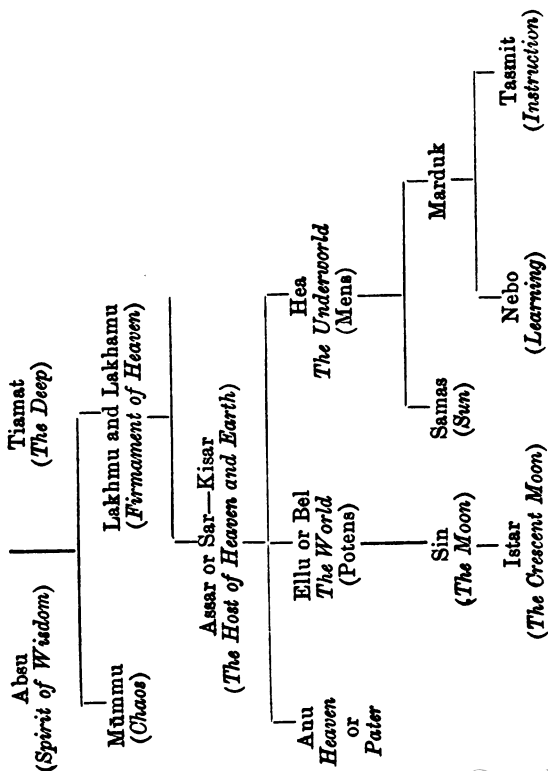 Absu
(Spirit of Wisdom)
Tiamat
(The Deep)
Mūmmu
(Chaos)
Lakhmu and Lakhamu
(Firmament of Heaven)
Assar or Sar—Kisar
(The Host of Heaven and Earth)
Anu
Heaven
or
Pater
Ellu or Bel
The World
(Potens)
Hea
The Underworld
(Mens)
Sin
(The Moon)
Samas
(Sun)
Marduk
Istar
(The Crescent Moon)
Nebo
(Learning)
Tasmit
(Instruction)